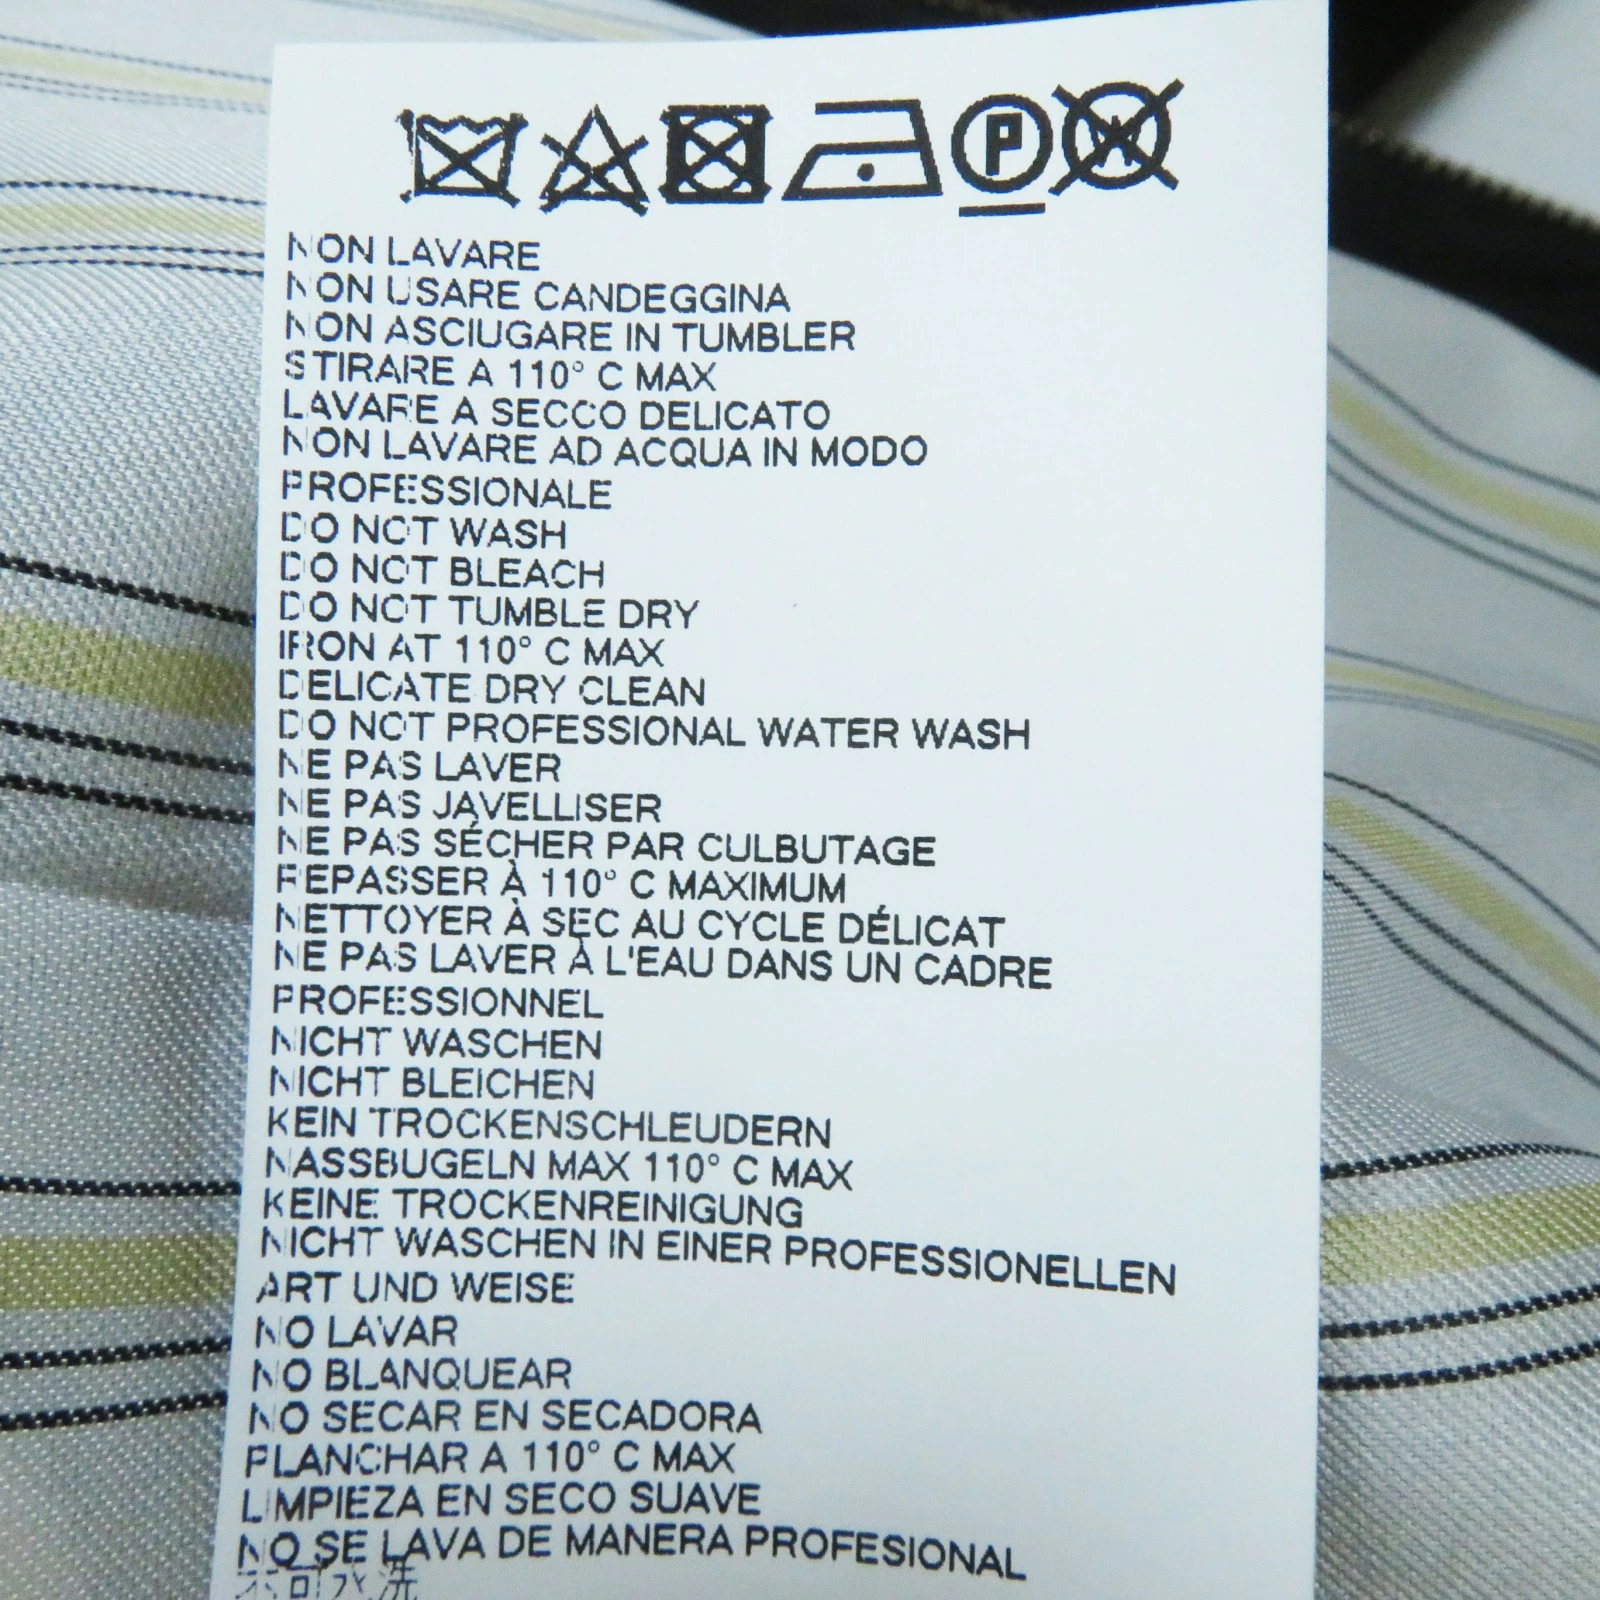 P W
NON LAVARE
NON USARE CANDEGGINA
NON ASCIUGARE IN TUMBLER
STIRARE A 110° C MAX
LAVARE A SECCO DELICATO
NON LAVARE AD ACQUA IN MODO
PROFESSIONALE
DO NOT WASH
DO NOT BLEACH
DO NOT TUMBLE DRY
IRON AT 110° C MAX
DELICATE DRY CLEAN
DO NOT PROFESSIONAL WATER WASH
NE PAS LAVER
NE PAS JAVELLISER
NE PAS SÉCHER PAR CULBUTAGE
REPASSER À 110° C MAXIMUM
NETTOYER À SEC AU CYCLE DÉLICAT
NE PAS LAVER À L'EAU DANS UN CADRE
PROFESSIONNEL
NICHT WASCHEN
NICHT BLEICHEN
KEIN TROCKENSCHLEUDERN
NASSBUGELN MAX 110° C MAX
KEINE TROCKENREINIGUNG
NICHT WASCHEN IN EINER PROFESSIONELLEN
ART UND WEISE
NO LAVAR
NO BLANQUEAR
NO SECAR EN SECADORA
PLANCHAR A 110° C MAX
LIMPIEZA EN SECO SUAVE
NO SE LAVA DE MANERA PROFESIONAL
不可水洗